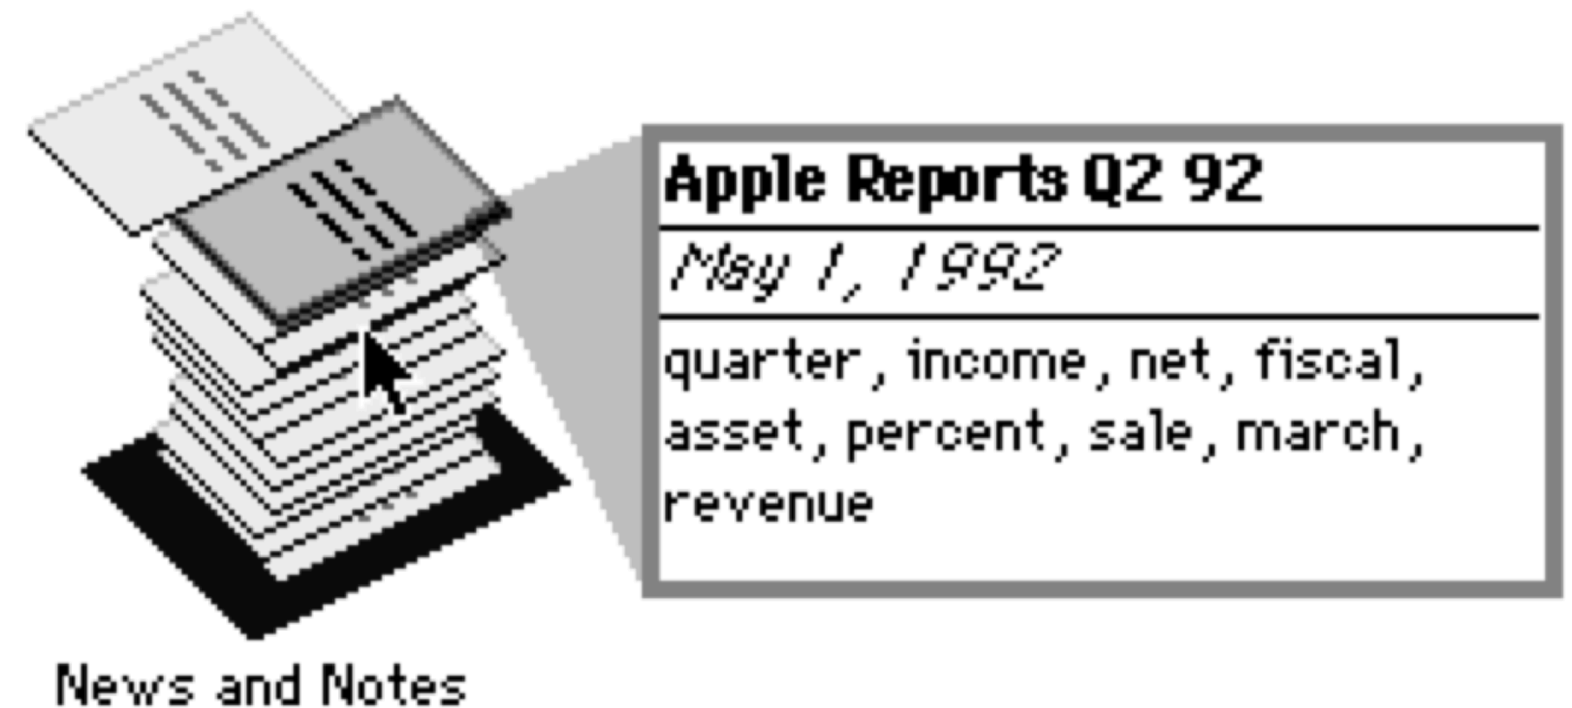 Apple Reports Q2 92
May 1, 1992
quarter, income, net, fiscal,
asset, percent, sale, march,
revenue
News and Notes